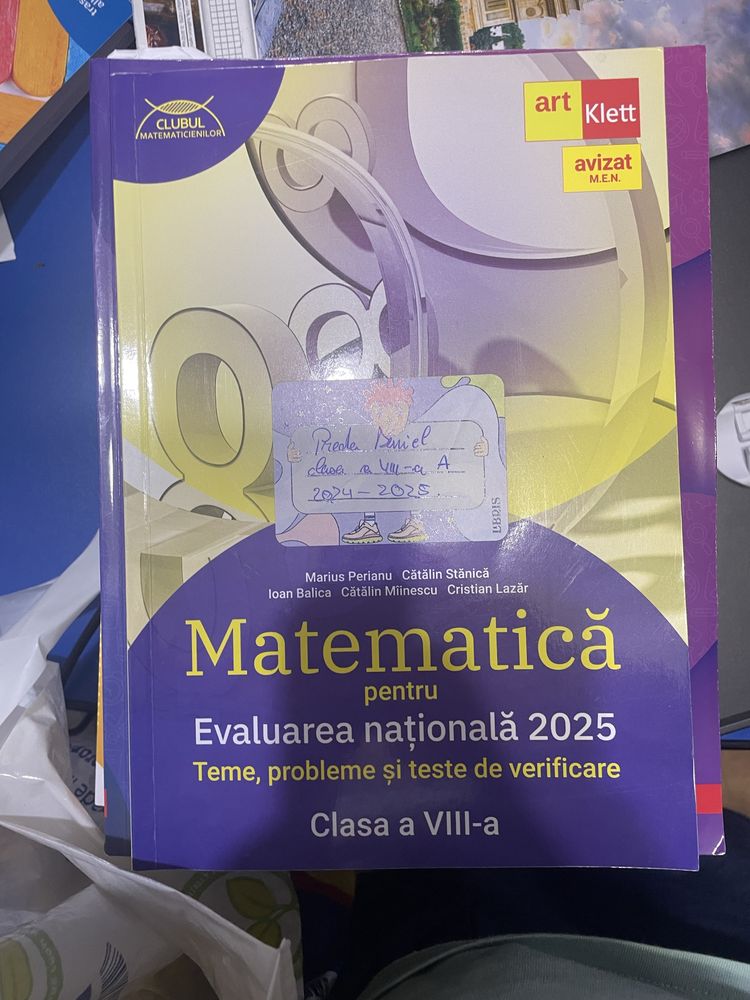 CLUBUL
MATEMATICIENILOR
art
Klett
avizat
M.E.N.
Preda Daniel
clasa a VIII-a A
2024-2025
LIBRIS
Marius Perianu Cătălin Stănică
Ioan Balica Cătălin Miinescu Cristian Lazăr
Matematică
pentru
Evaluarea națională 2025
Teme, probleme și teste de verificare
Clasa a VIII-a